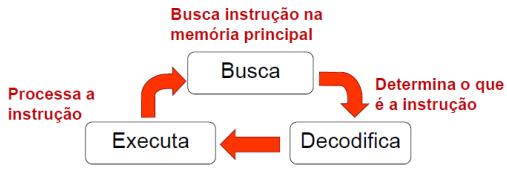 Busca instrução na
memória principal
Busca
Determina o que
é a instrução
Processa a
instrução
Executa
Decodifica